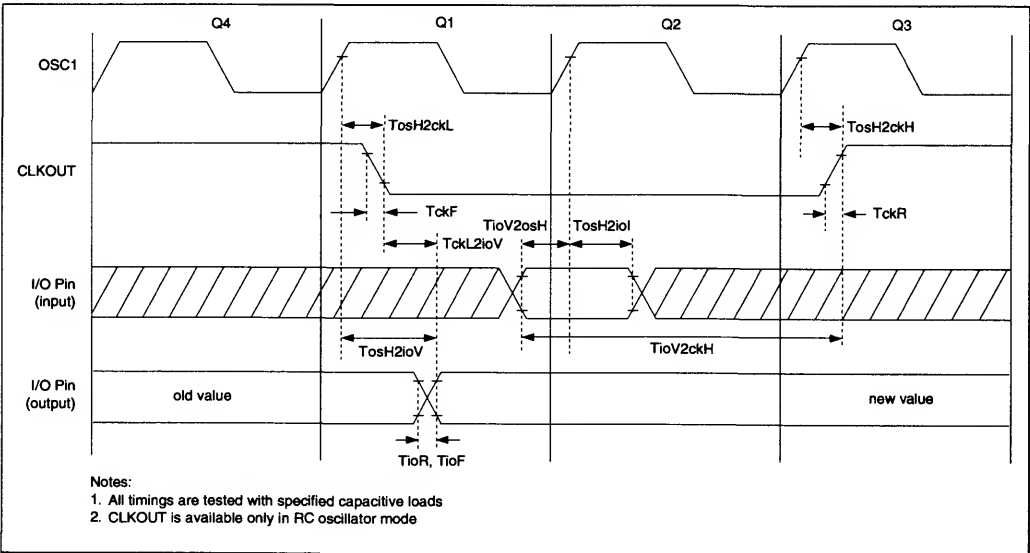 Q4 Q1 Q2 Q3
OSC1
TosH2ckL
TosH2ckH
CLKOUT
TckF
TckR
TioV2osH
TosH2ioI
TckL2ioV
I/O Pin
(input)
TosH2ioV
TioV2ckH
I/O Pin
(output)
old value
new value
TioR, TioF
Notes:
1. All timings are tested with specified capacitive loads
2. CLKOUT is available only in RC oscillator mode